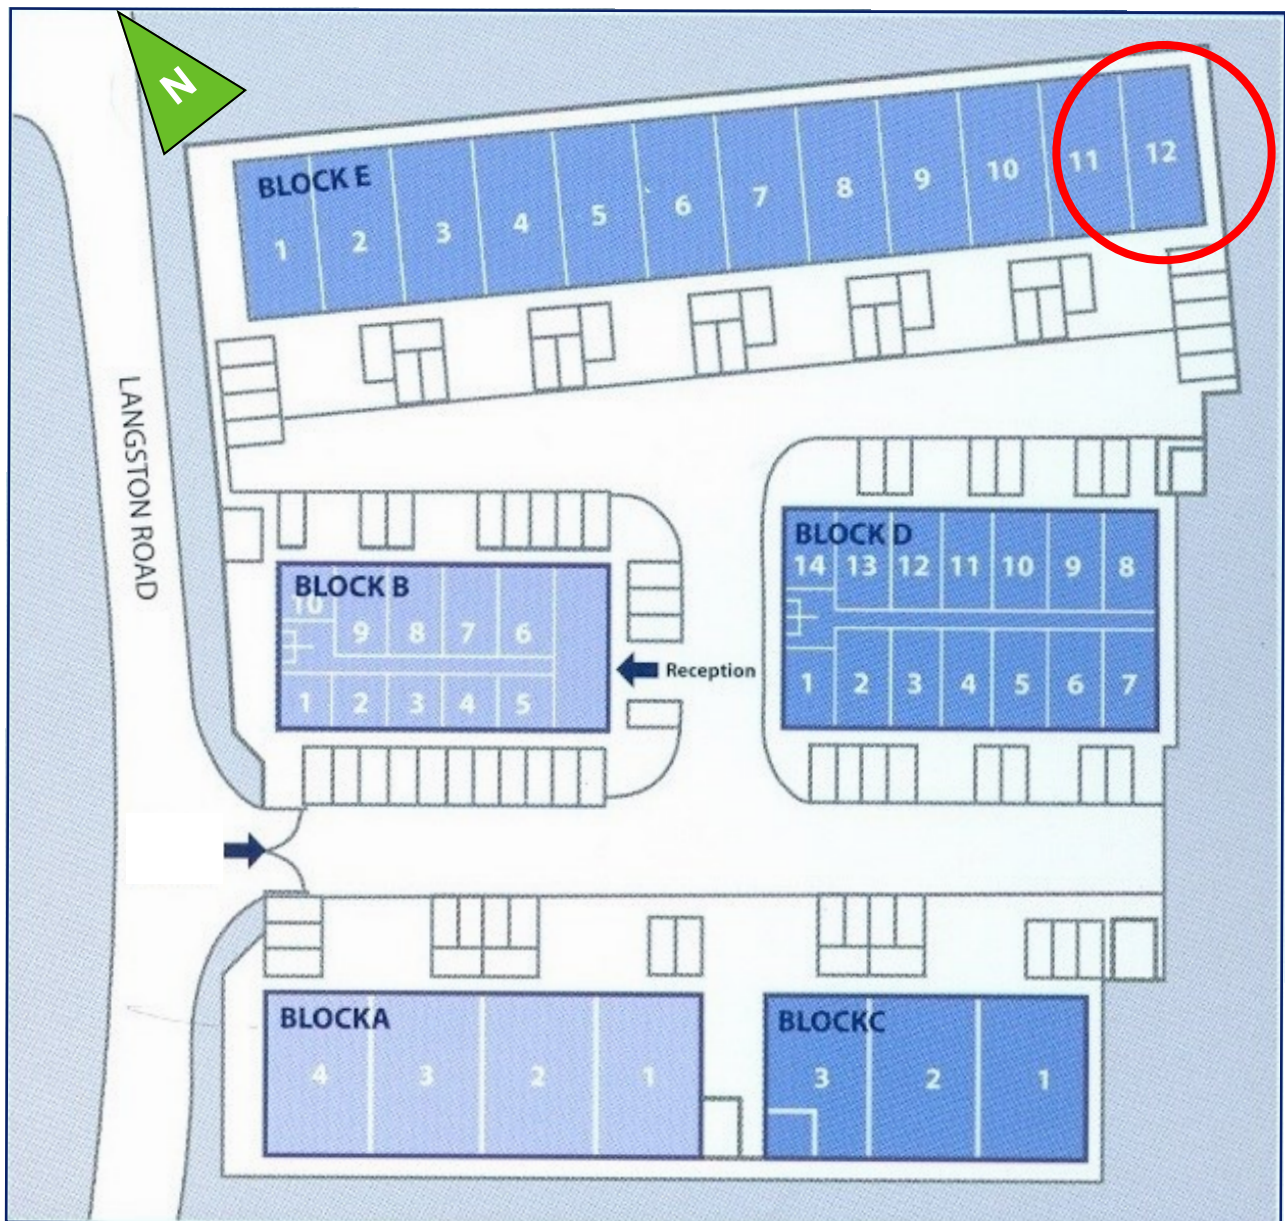 N
BLOCK E
1 2 3 4 5 6 7 8 9 10 11 12
LANGSTON ROAD
BLOCK B
10 9 8 7 6
1 2 3 4 5
Reception
BLOCK D
14 13 12 11 10 9 8
1 2 3 4 5 6 7
BLOCKA
4 3 2 1
BLOCKC
3 2 1